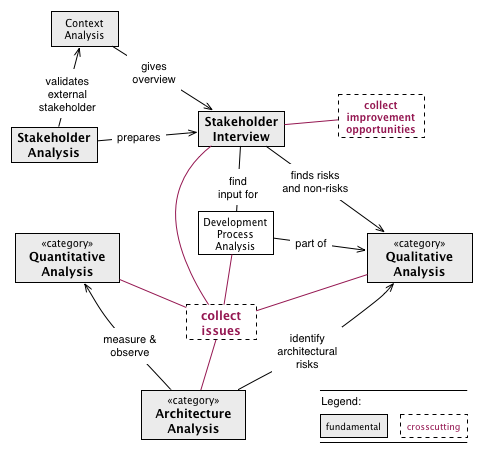 Context
Analysis
gives
overview
validates
external
stakeholder
collect
improvement
opportunities
Stakeholder
Analysis
prepares
Stakeholder
Interview
find
input for
finds risks
and non-risks
Development
Process
Analysis
part of
«category»
Quantitative
Analysis
«category»
Qualitative
Analysis
collect
issues
measure &
observe
identify
architectural
risks
«category»
Architecture
Analysis
Legend:
fundamental
crosscutting